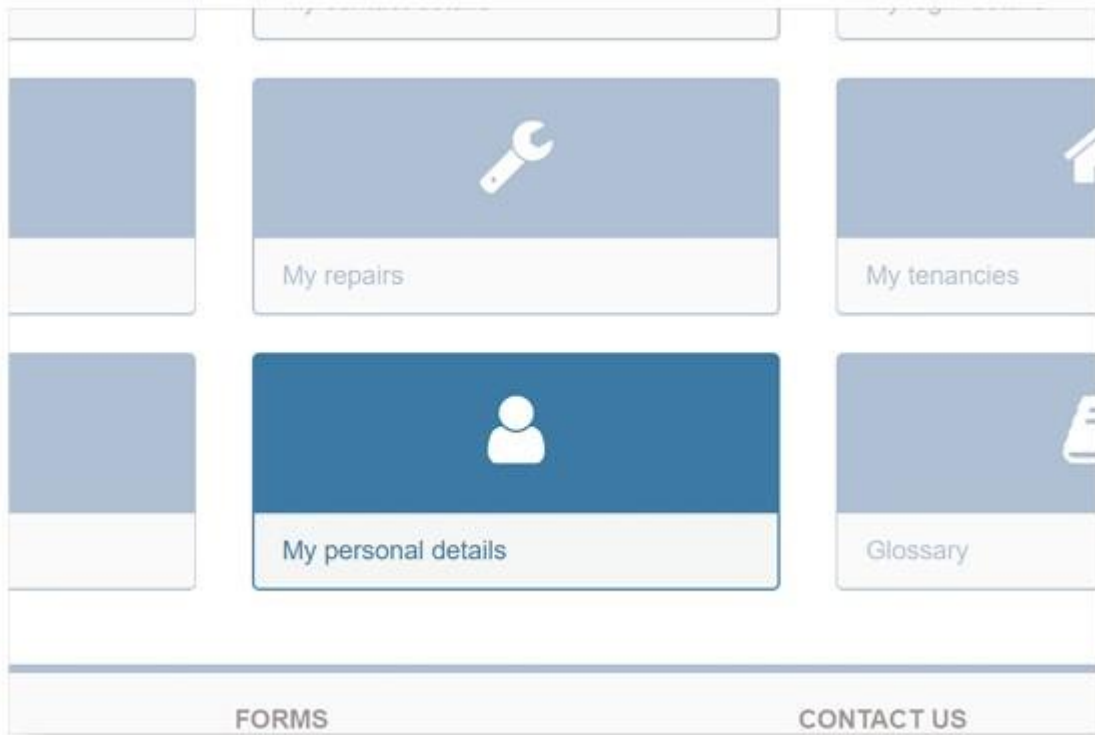 My repairs
My tenancies
My personal details
Glossary
FORMS
CONTACT US